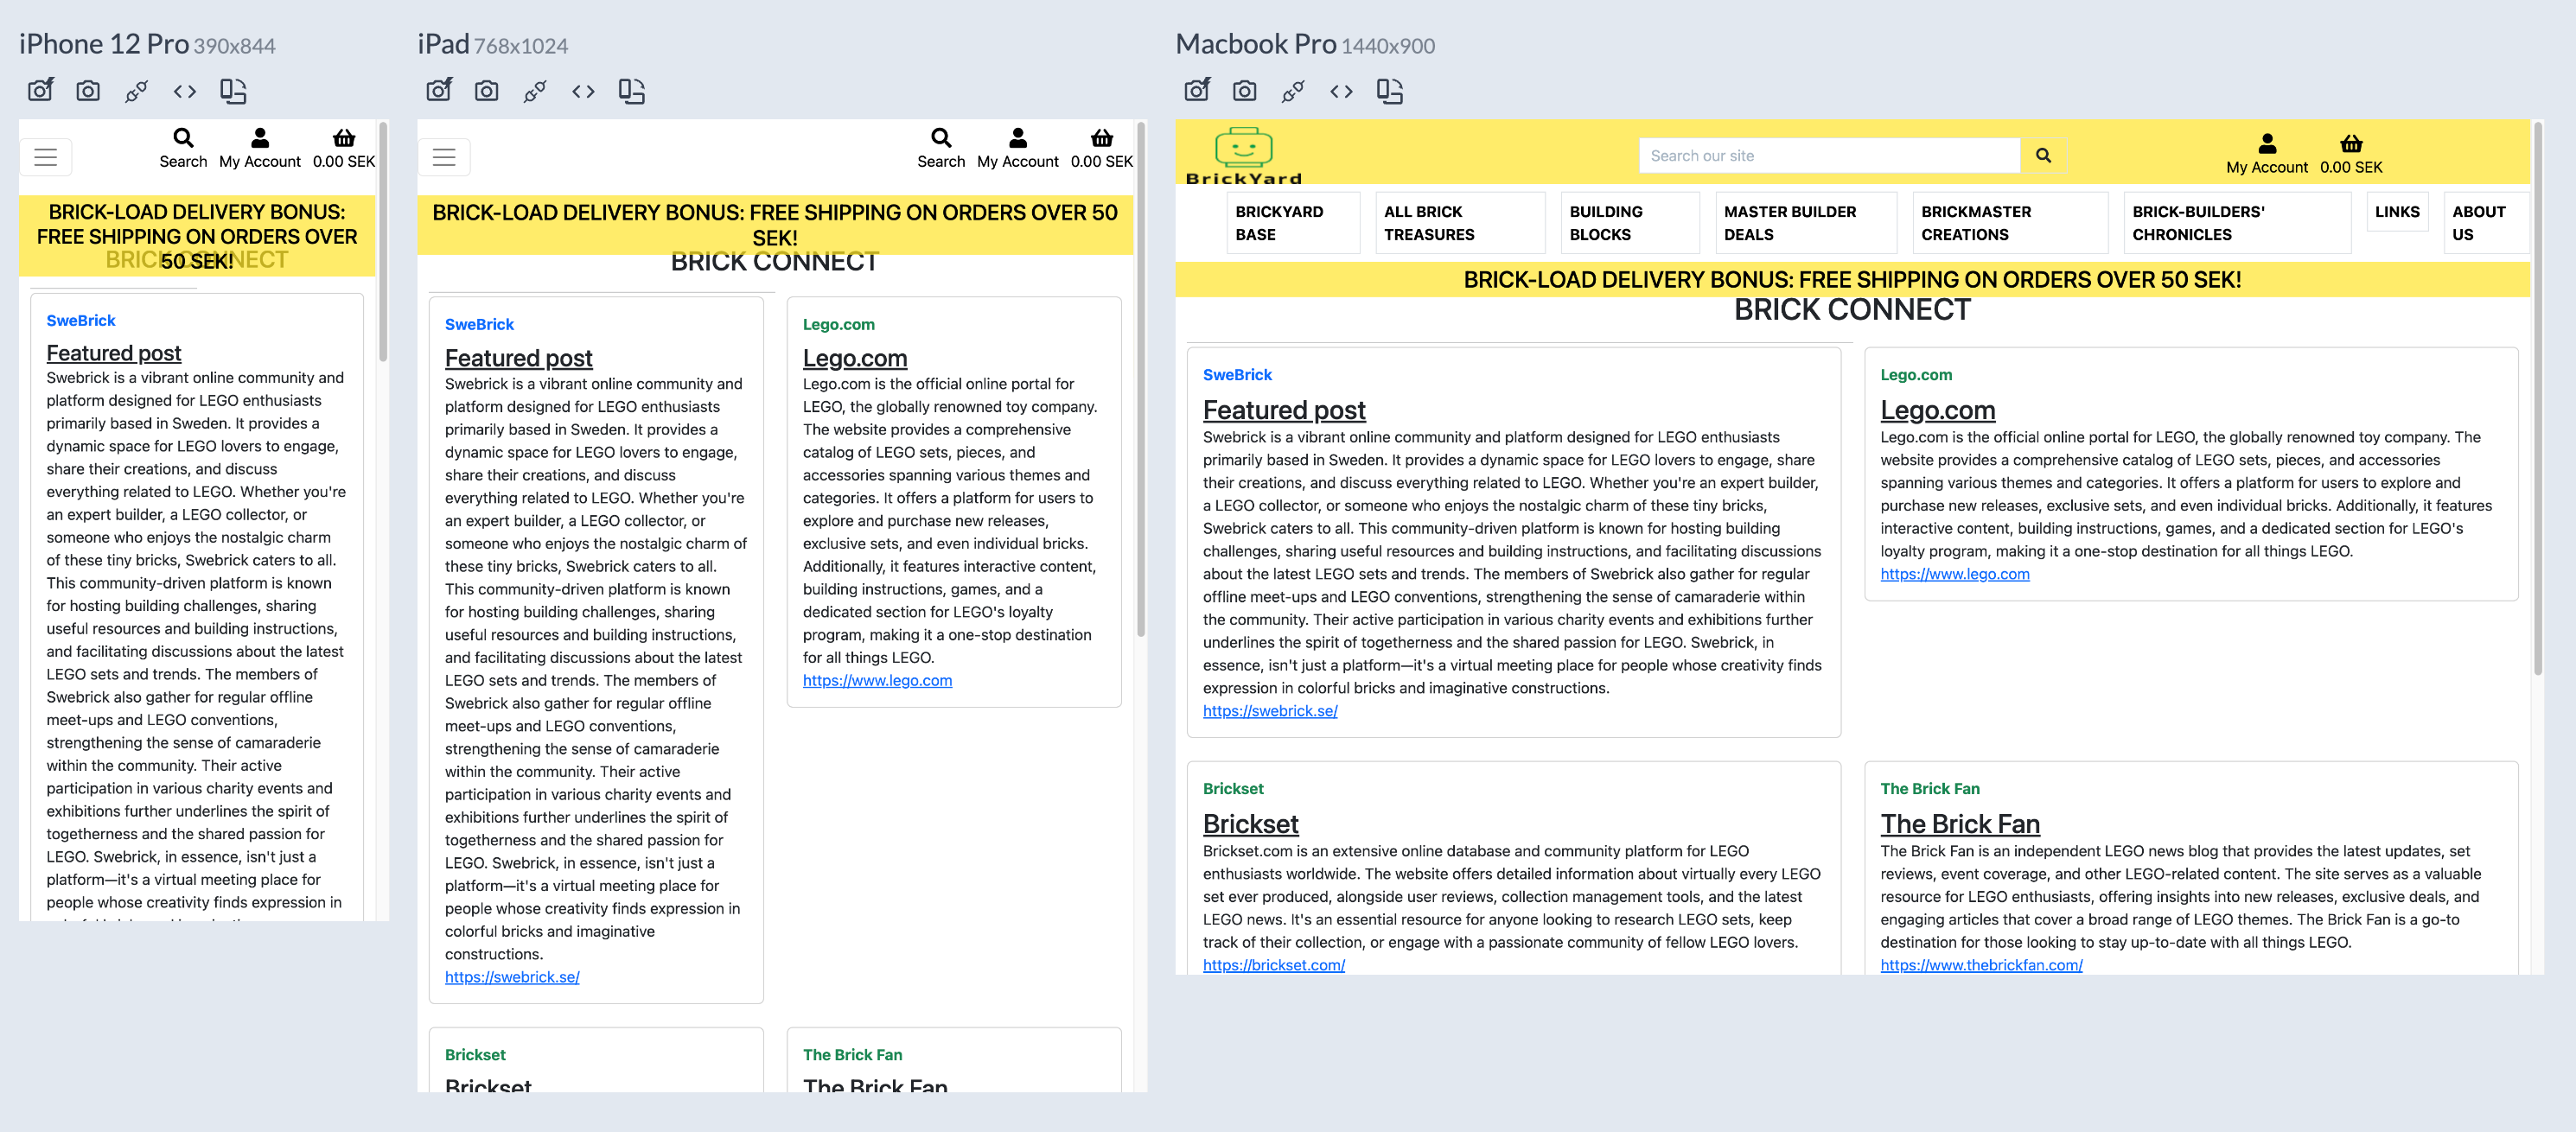 iPhone 12 Pro 390x844
Search My Account 0.00 SEK
BRICK-LOAD DELIVERY BONUS:
FREE SHIPPING ON ORDERS OVER
50 SEK!
BRICK CONNECT
SweBrick
Featured post
Swebrick is a vibrant online community and
platform designed for LEGO enthusiasts
primarily based in Sweden. It provides a
dynamic space for LEGO lovers to engage,
share their creations, and discuss
everything related to LEGO. Whether you're
an expert builder, a LEGO collector, or
someone who enjoys the nostalgic charm
of these tiny bricks, Swebrick caters to all.
This community-driven platform is known
for hosting building challenges, sharing
useful resources and building instructions,
and facilitating discussions about the latest
LEGO sets and trends. The members of
Swebrick also gather for regular offline
meet-ups and LEGO conventions,
strengthening the sense of camaraderie
within the community. Their active
participation in various charity events and
exhibitions further underlines the spirit of
togetherness and the shared passion for
LEGO. Swebrick, in essence, isn't just a
platform—it's a virtual meeting place for
people whose creativity finds expression in
iPad 768x1024
Search My Account 0.00 SEK
BRICK-LOAD DELIVERY BONUS: FREE SHIPPING ON ORDERS OVER 50
SEK!
BRICK CONNECT
SweBrick
Featured post
Swebrick is a vibrant online community and
platform designed for LEGO enthusiasts
primarily based in Sweden. It provides a
dynamic space for LEGO lovers to engage,
share their creations, and discuss
everything related to LEGO. Whether you're
an expert builder, a LEGO collector, or
someone who enjoys the nostalgic charm of
these tiny bricks, Swebrick caters to all.
This community-driven platform is known
for hosting building challenges, sharing
useful resources and building instructions,
and facilitating discussions about the latest
LEGO sets and trends. The members of
Swebrick also gather for regular offline
meet-ups and LEGO conventions,
strengthening the sense of camaraderie
within the community. Their active
participation in various charity events and
exhibitions further underlines the spirit of
togetherness and the shared passion for
LEGO. Swebrick, in essence, isn't just a
platform—it's a virtual meeting place for
people whose creativity finds expression in
colorful bricks and imaginative
constructions.
https://swebrick.se/
Lego.com
Lego.com
Lego.com is the official online portal for
LEGO, the globally renowned toy company.
The website provides a comprehensive
catalog of LEGO sets, pieces, and
accessories spanning various themes and
categories. It offers a platform for users to
explore and purchase new releases,
exclusive sets, and even individual bricks.
Additionally, it features interactive content,
building instructions, games, and a
dedicated section for LEGO's loyalty
program, making it a one-stop destination
for all things LEGO.
https://www.lego.com
Brickset
Brickset
The Brick Fan
The Brick Fan
Macbook Pro 1440x900
BrickYard
Search our site
My Account 0.00 SEK
BRICKYARD
BASE
ALL BRICK
TREASURES
BUILDING
BLOCKS
MASTER BUILDER
DEALS
BRICKMASTER
CREATIONS
BRICK-BUILDERS'
CHRONICLES
LINKS
ABOUT
US
BRICK-LOAD DELIVERY BONUS: FREE SHIPPING ON ORDERS OVER 50 SEK!
BRICK CONNECT
SweBrick
Featured post
Swebrick is a vibrant online community and platform designed for LEGO enthusiasts
primarily based in Sweden. It provides a dynamic space for LEGO lovers to engage, share
their creations, and discuss everything related to LEGO. Whether you're an expert builder,
a LEGO collector, or someone who enjoys the nostalgic charm of these tiny bricks,
Swebrick caters to all. This community-driven platform is known for hosting building
challenges, sharing useful resources and building instructions, and facilitating discussions
about the latest LEGO sets and trends. The members of Swebrick also gather for regular
offline meet-ups and LEGO conventions, strengthening the sense of camaraderie within
the community. Their active participation in various charity events and exhibitions further
underlines the spirit of togetherness and the shared passion for LEGO. Swebrick, in
essence, isn't just a platform—it's a virtual meeting place for people whose creativity finds
expression in colorful bricks and imaginative constructions.
https://swebrick.se/
Lego.com
Lego.com
Lego.com is the official online portal for LEGO, the globally renowned toy company. The
website provides a comprehensive catalog of LEGO sets, pieces, and accessories
spanning various themes and categories. It offers a platform for users to explore and
purchase new releases, exclusive sets, and even individual bricks. Additionally, it features
interactive content, building instructions, games, and a dedicated section for LEGO's
loyalty program, making it a one-stop destination for all things LEGO.
https://www.lego.com
Brickset
Brickset
Brickset.com is an extensive online database and community platform for LEGO
enthusiasts worldwide. The website offers detailed information about virtually every LEGO
set ever produced, alongside user reviews, collection management tools, and the latest
LEGO news. It's an essential resource for anyone looking to research LEGO sets, keep
track of their collection, or engage with a passionate community of fellow LEGO lovers.
https://brickset.com/
The Brick Fan
The Brick Fan
The Brick Fan is an independent LEGO news blog that provides the latest updates, set
reviews, event coverage, and other LEGO-related content. The site serves as a valuable
resource for LEGO enthusiasts, offering insights into new releases, exclusive deals, and
engaging articles that cover a broad range of LEGO themes. The Brick Fan is a go-to
destination for those looking to stay up-to-date with all things LEGO.
https://www.thebrickfan.com/